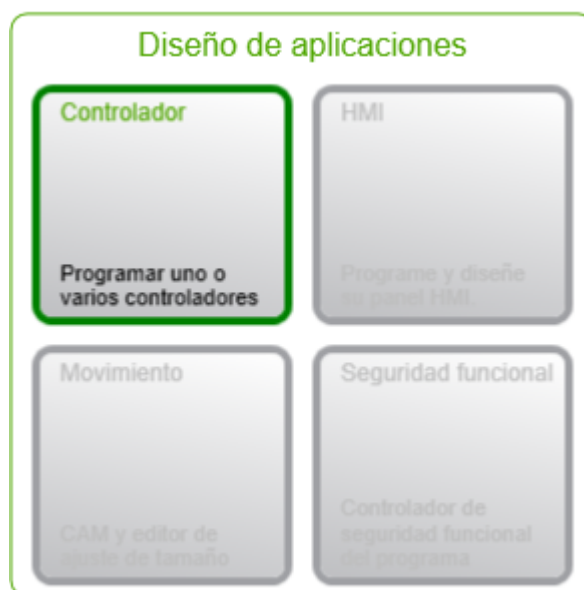 Diseño de aplicaciones
Controlador
Programar uno o
varios controladores
HMI
Programe y diseñe
su panel HMI.
Movimiento
CAM y editor de
ajuste de tamaño
Seguridad funcional
Controlador de
seguridad funcional
del programa